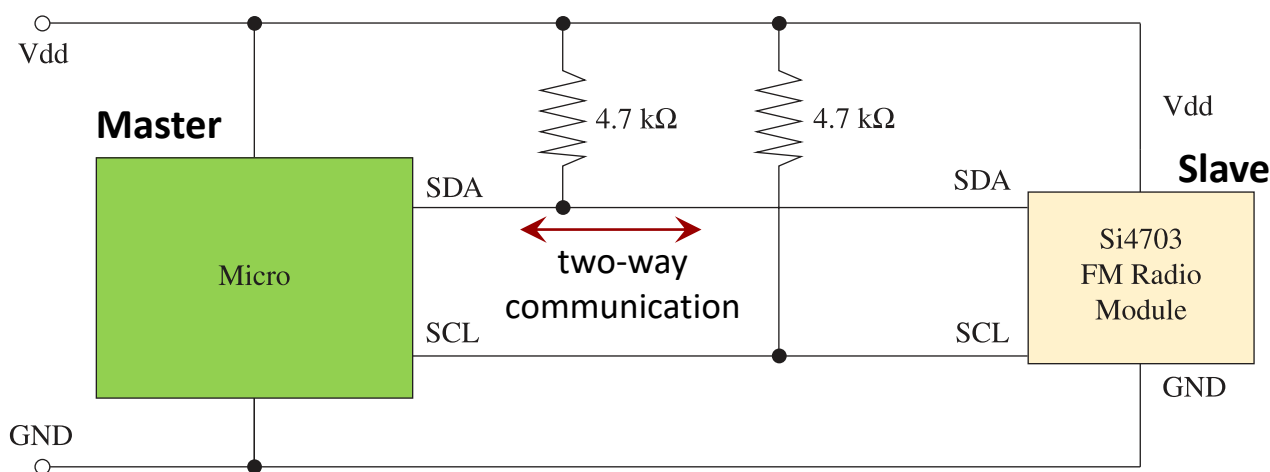 Vdd
Master
4.7 kΩ
4.7 kΩ
Vdd
Slave
SDA
SDA
Micro
two-way
communication
Si4703
FM Radio
Module
SCL
SCL
GND
GND